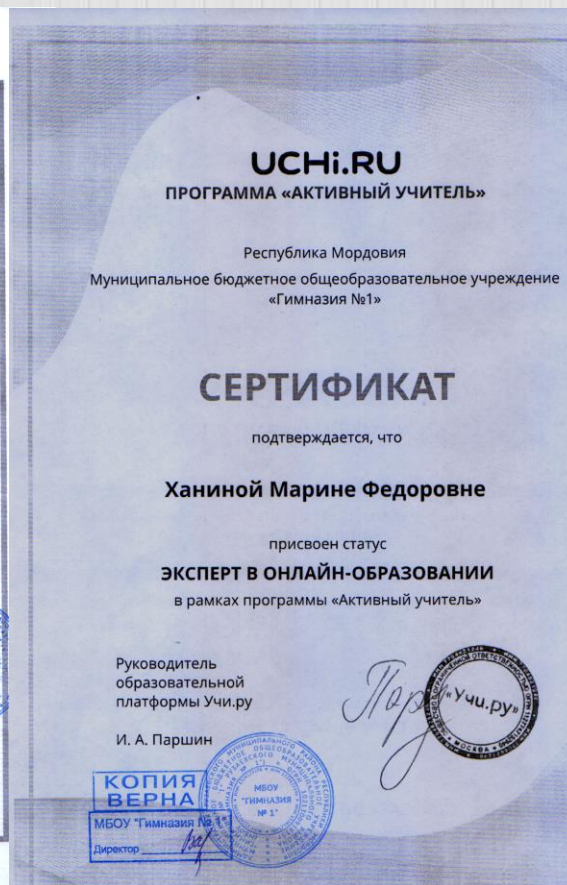 UCHi.RU
ПРОГРАММА «АКТИВНЫЙ УЧИТЕЛЬ»
Республика Мордовия
Муниципальное бюджетное общеобразовательное учреждение
«Гимназия №1»
СЕРТИФИКАТ
подтверждается, что
Ханиной Марине Федоровне
присвоен статус
ЭКСПЕРТ В ОНЛАЙН-ОБРАЗОВАНИИ
в рамках программы «Активный учитель»
Руководитель
образовательной
платформы Учи.ру
И. А. Паршин
«Учи.ру»
МОСКВА
КОПИЯ
ВЕРНА
МБОУ "Гимназия № 1"
Директор
МБОУ
"ГИМНАЗИЯ
№ 1"